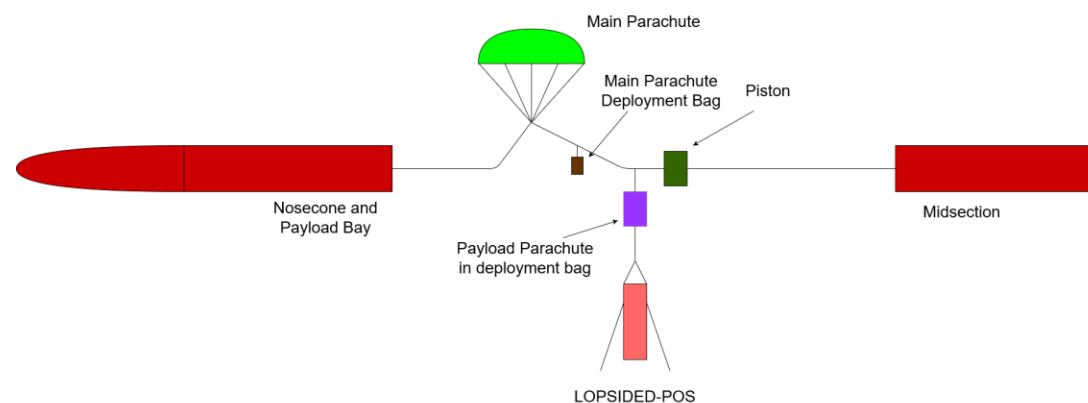 Main Parachute
Main Parachute
Deployment Bag
Piston
Nosecone and
Payload Bay
Midsection
Payload Parachute
in deployment bag
LOPSIDED-POS